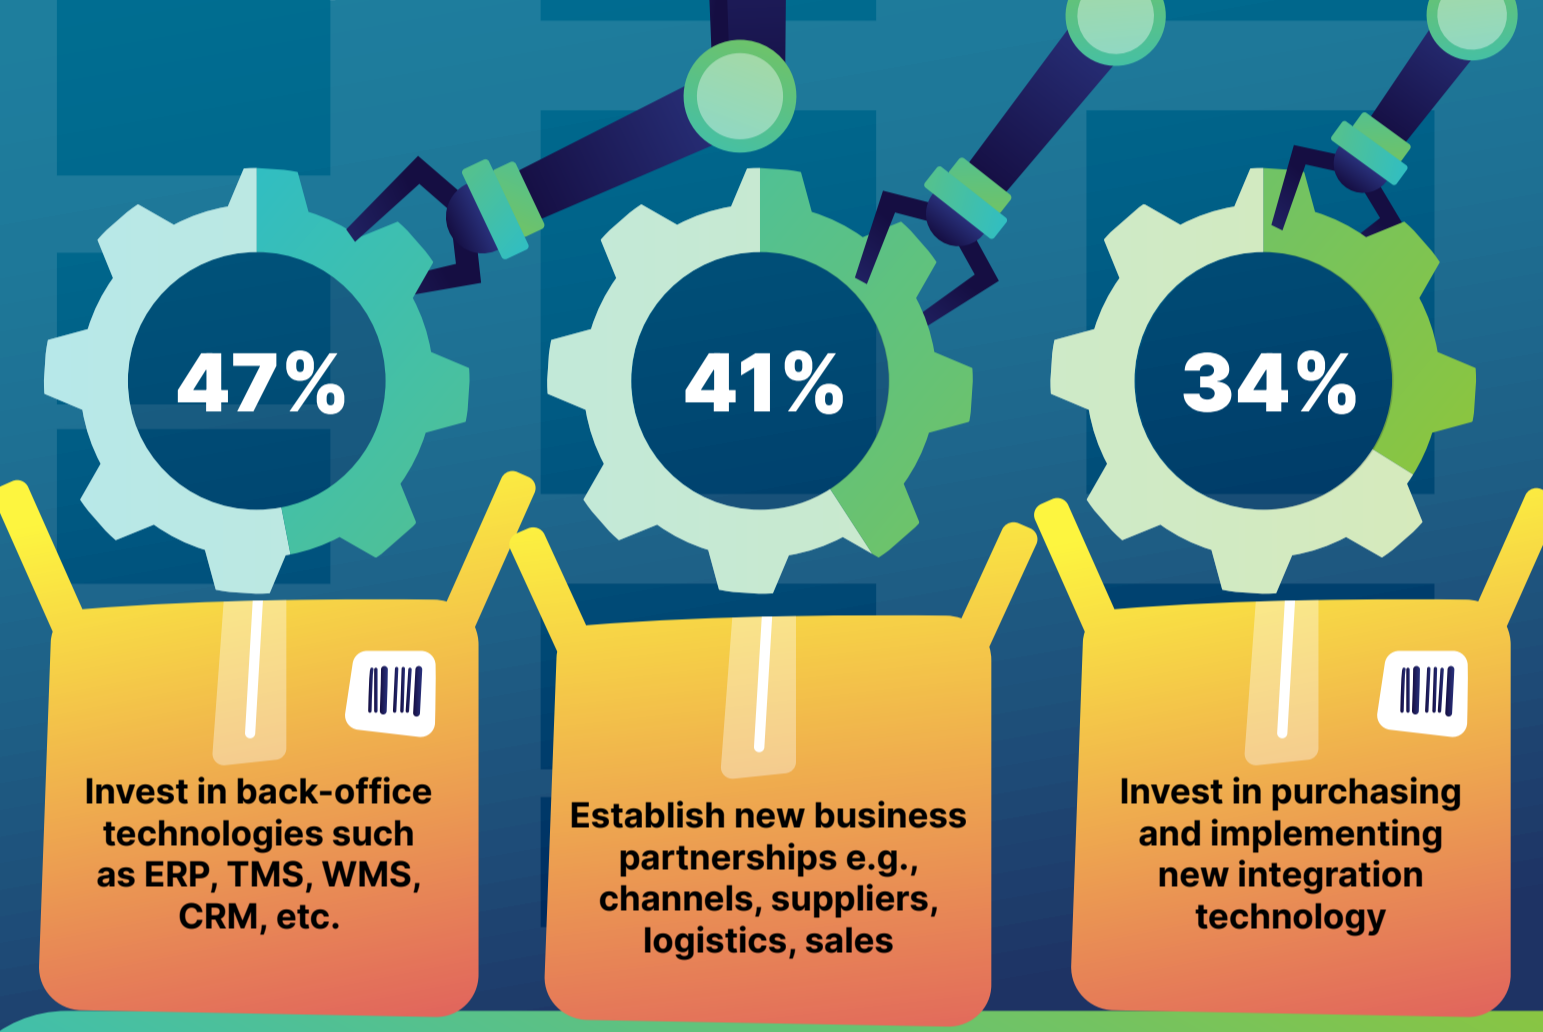 47%
41%
34%
Invest in back-office
technologies such
as ERP, TMS, WMS,
CRM, etc.
Establish new business
partnerships e.g.,
channels, suppliers,
logistics, sales
Invest in purchasing
and implementing
new integration
technology